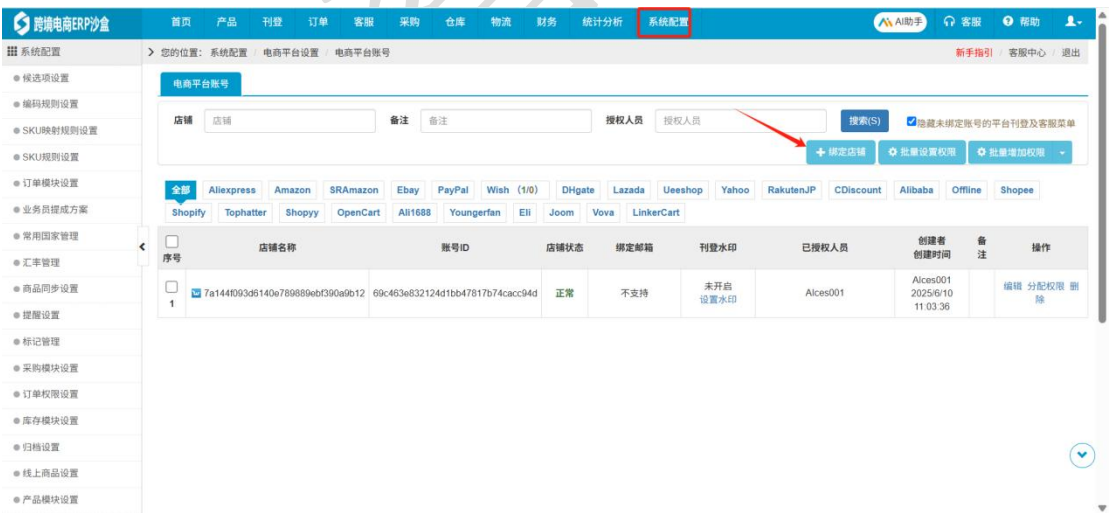 跨境电商ERP沙盒 首页 产品 刊登 订单 客服 采购 仓库 物流 财务 统计分析 系统配置 AI助手 客服 帮助
系统配置
您的位置： 系统配置 / 电商平台设置 / 电商平台账号
新手指引 / 客服中心 / 退出
候选项设置
编码规则设置
SKU映射规则设置
SKU规则设置
订单模块设置
业务员提成方案
常用国家管理
汇率管理
商品同步设置
提醒设置
标记管理
采购模块设置
订单权限设置
库存模块设置
归档设置
线上商品设置
产品模块设置
电商平台账号
店铺 店铺 备注 备注 授权人员 授权人员 搜索(S) 隐藏未绑定账号的平台刊登及客服菜单
绑定店铺 批量设置权限 批量增加权限
全部 Aliexpress Amazon SRAmazon Ebay PayPal Wish (1/0) DHgate Lazada Ueeshop Yahoo RakutenJP CDiscount Alibaba Offline Shopee
Shopify Tophatter Shopyy OpenCart Ali1688 Youngerfan Eli Joom Vova LinkerCart
序号 店铺名称 账号ID 店铺状态 绑定邮箱 刊登水印 已授权人员 创建者 创建时间 备注 操作
1 7a144f093d6140e789889ebf390a9b12 69c463e832124d1bb47817b74cacc94d 正常 不支持 未开启 设置水印 Alces001 Alces001 2025/6/10 11:03:36 编辑 分配权限 删除